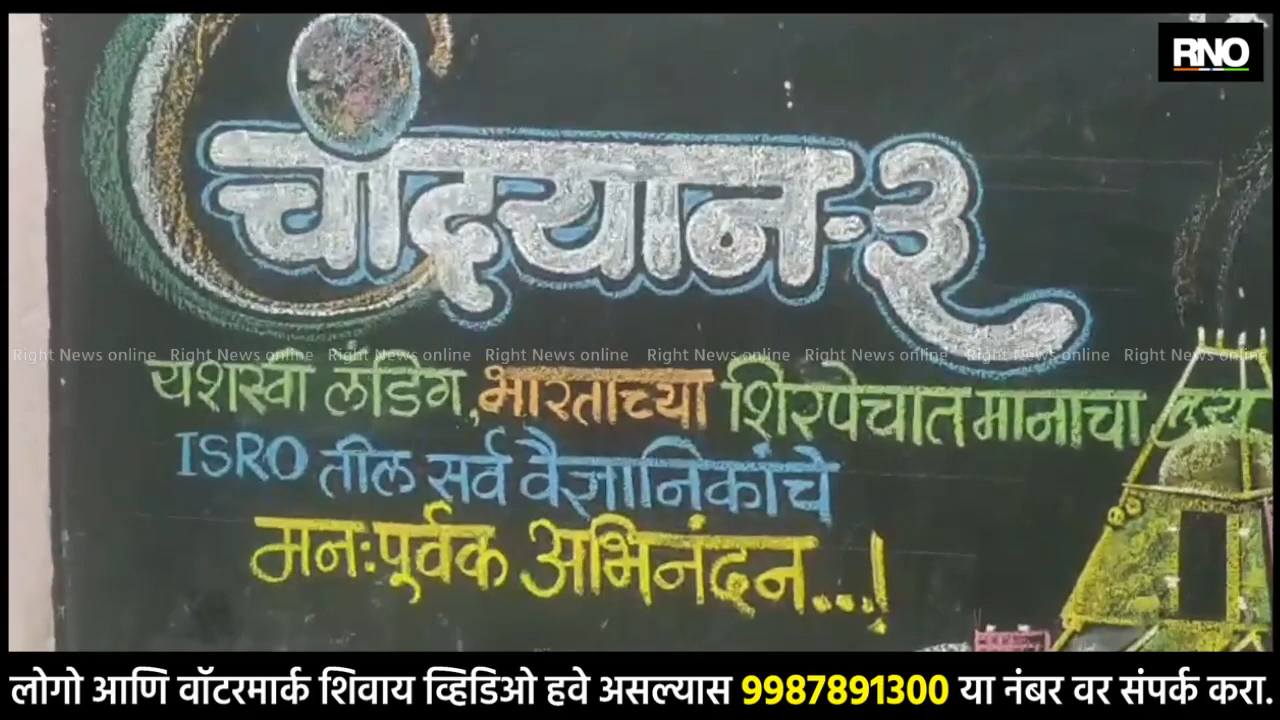 RNO
चांद्रयान-३
Right News online Right News online Right News online Right News online Right News online Right News online Right News online Right News online
यशस्वी लँडिंग, भारताच्या शिरपेचात मानाचा तुरा
ISRO तील सर्व वैज्ञानिकांचे
मनःपूर्वक अभिनंदन...!
लोगो आणि वॉटरमार्क शिवाय व्हिडिओ हवे असल्यास 9987891300 या नंबर वर संपर्क करा.